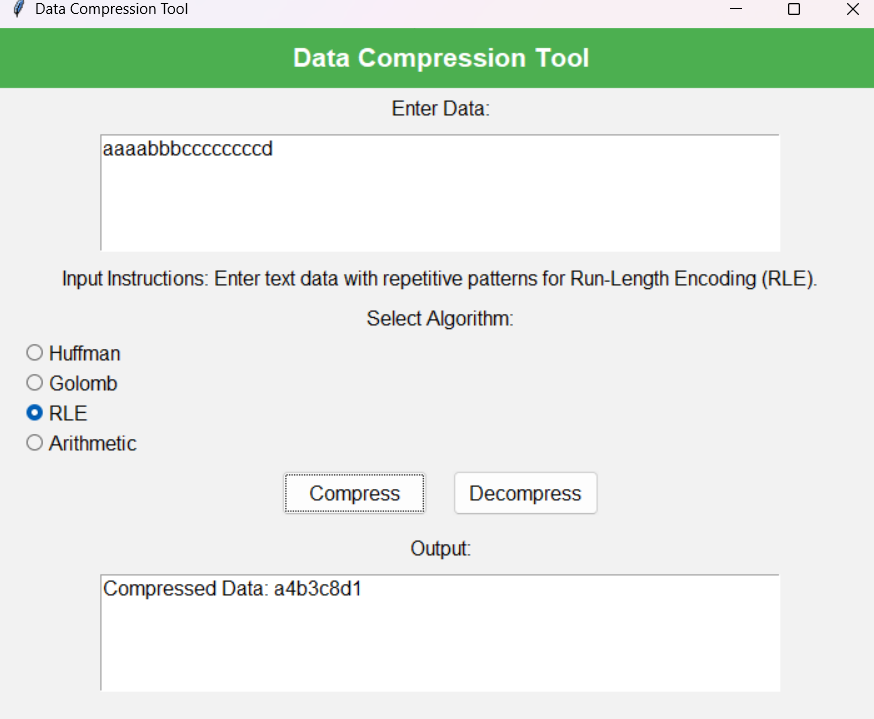 Data Compression Tool
Data Compression Tool
Enter Data:
aaaabbbccccccccd
Input Instructions: Enter text data with repetitive patterns for Run-Length Encoding (RLE).
Select Algorithm:
Huffman
Golomb
RLE
Arithmetic
Compress Decompress
Output:
Compressed Data: a4b3c8d1